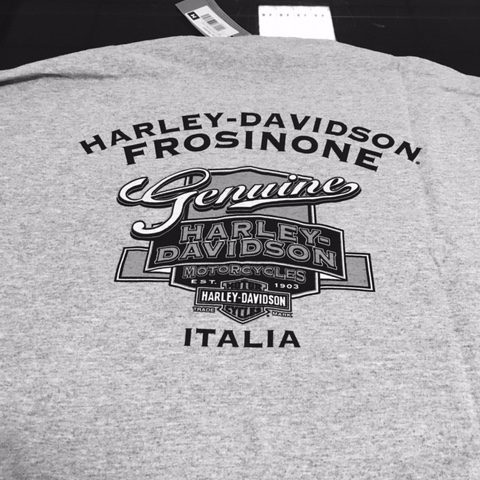 HARLEY-DAVIDSON
FROSINONE
Genuine
HARLEY-
DAVIDSON
MOTORCYCLES
EST. 1903
HARLEY-DAVIDSON
TRADE MARK
ITALIA